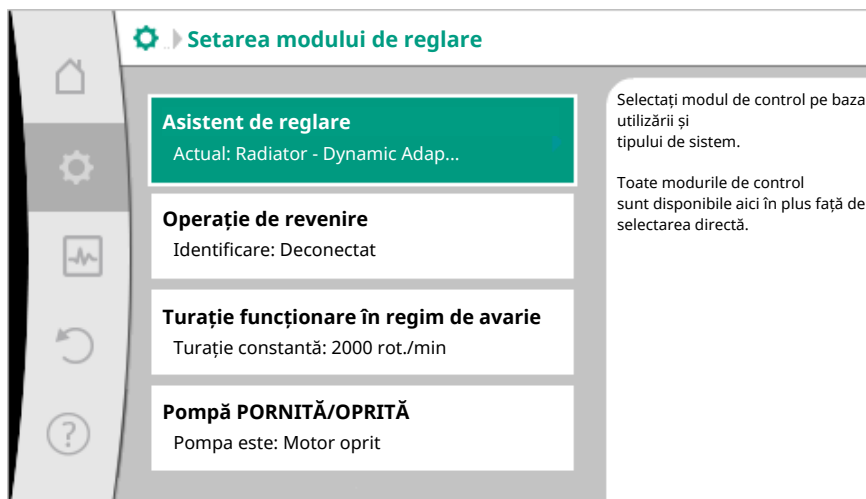 Setarea modului de reglare
Asistent de reglare
Actual: Radiator - Dynamic Adap...
Operație de revenire
Identificare: Deconectat
Turație funcționare în regim de avarie
Turație constantă: 2000 rot./min
Pompă PORNITĂ/OPRITĂ
Pompa este: Motor oprit
Selectați modul de control pe baza
utilizării și
tipului de sistem.
Toate modurile de control
sunt disponibile aici în plus față de
selectarea directă.